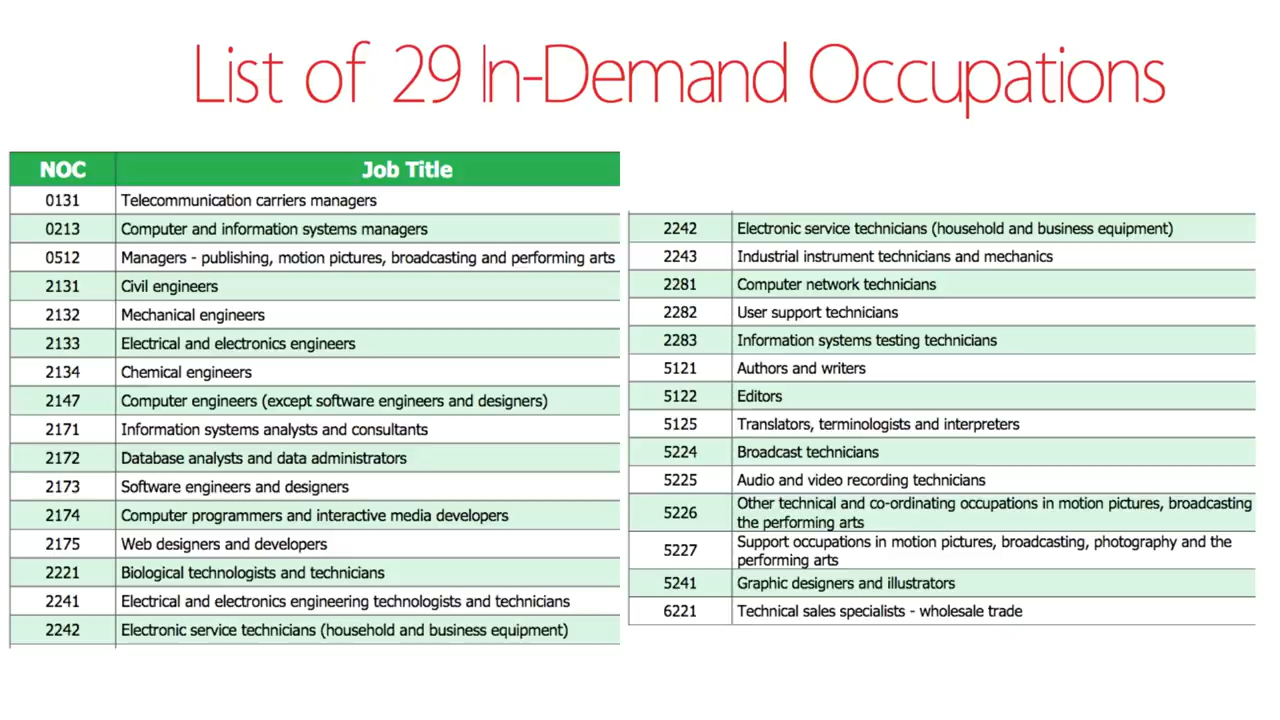 List of 29 In-Demand Occupations
NOC Job Title
0131 Telecommunication carriers managers
0213 Computer and information systems managers
0512 Managers - publishing, motion pictures, broadcasting and performing arts
2131 Civil engineers
2132 Mechanical engineers
2133 Electrical and electronics engineers
2134 Chemical engineers
2147 Computer engineers (except software engineers and designers)
2171 Information systems analysts and consultants
2172 Database analysts and data administrators
2173 Software engineers and designers
2174 Computer programmers and interactive media developers
2175 Web designers and developers
2221 Biological technologists and technicians
2241 Electrical and electronics engineering technologists and technicians
2242 Electronic service technicians (household and business equipment)
2242 Electronic service technicians (household and business equipment)
2243 Industrial instrument technicians and mechanics
2281 Computer network technicians
2282 User support technicians
2283 Information systems testing technicians
5121 Authors and writers
5122 Editors
5125 Translators, terminologists and interpreters
5224 Broadcast technicians
5225 Audio and video recording technicians
5226 Other technical and co-ordinating occupations in motion pictures, broadcasting
the performing arts
5227 Support occupations in motion pictures, broadcasting, photography and the
performing arts
5241 Graphic designers and illustrators
6221 Technical sales specialists - wholesale trade